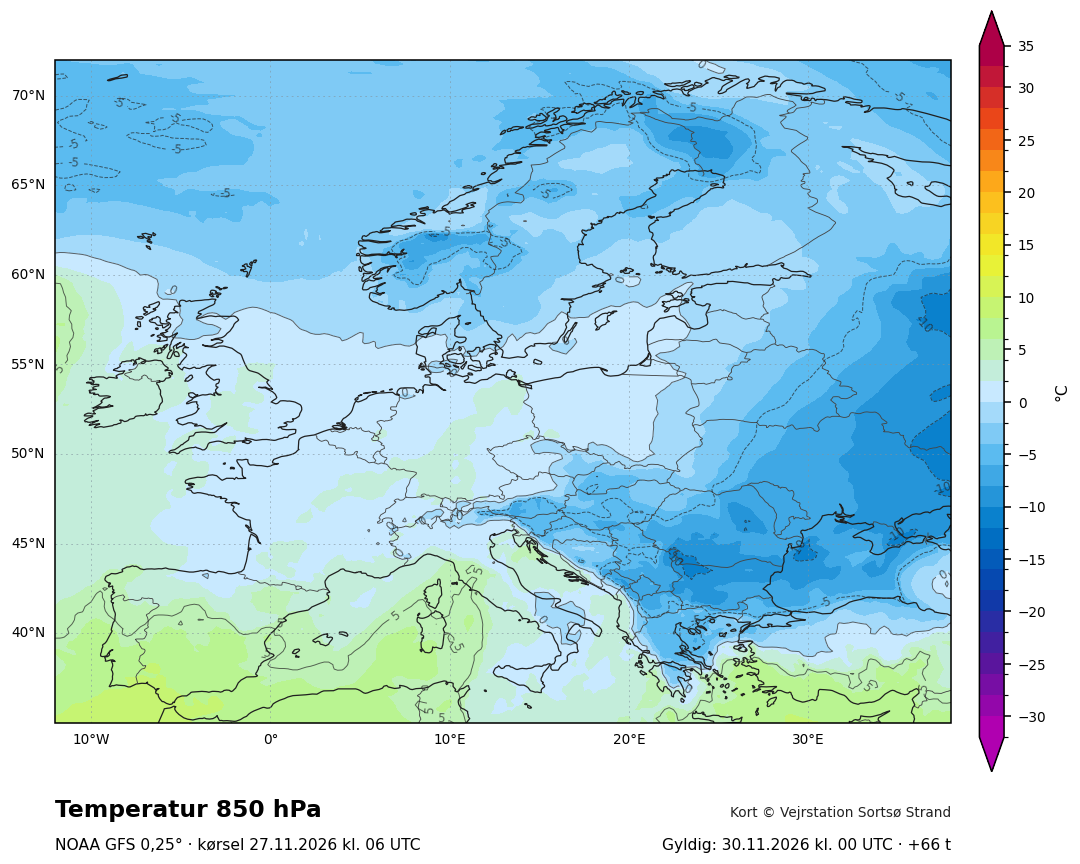 35
30
25
20
15
10
5
0
−5
−10
−15
−20
−25
−30
°C
70°N
65°N
60°N
55°N
50°N
45°N
40°N
10°W
0°
10°E
20°E
30°E
Temperatur 850 hPa
Kort © Vejrstation Sortsø Strand
NOAA GFS 0,25° · kørsel 27.11.2026 kl. 06 UTC
Gyldig: 30.11.2026 kl. 00 UTC · +66 t